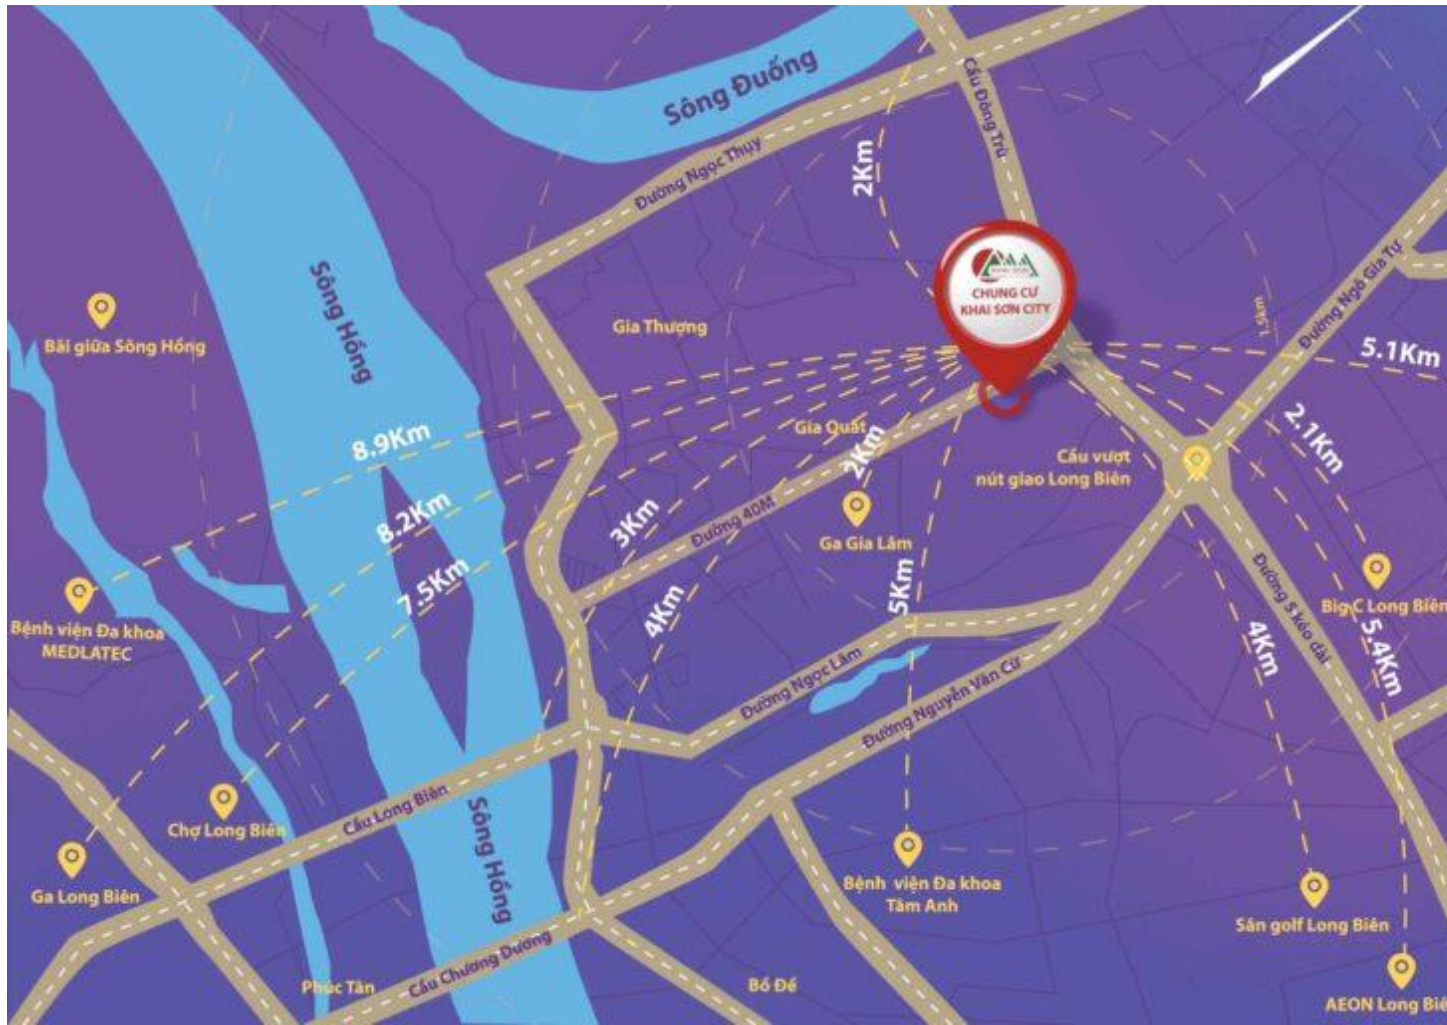 Sông Đuống
Cầu Đông Trù
Đường Ngọc Thụy
2Km
KHAI SON
CHUNG CƯ
KHAI SƠN CITY
Sông Hồng
Đường Ngô Gia Tự
1.5km
Gia Thượng
Bãi giữa Sông Hồng
5.1Km
8.9Km
Gia Quất
2Km
2.1Km
Cầu vượt
nút giao Long Biên
8.2Km
3Km
Đường 40M
Ga Gia Lâm
7.5Km
4Km
5Km
Đường 5 kéo dài
Big C Long Biên
Bệnh viện Đa khoa
MEDLATEC
4Km
5.4Km
Đường Ngọc Lâm
Đường Nguyễn Văn Cừ
Cầu Long Biên
Chợ Long Biên
Sông Hồng
Ga Long Biên
Bệnh viện Đa khoa
Tâm Anh
Sân golf Long Biên
Cầu Chương Dương
Phúc Tân
Bồ Đề
AEON Long Biê